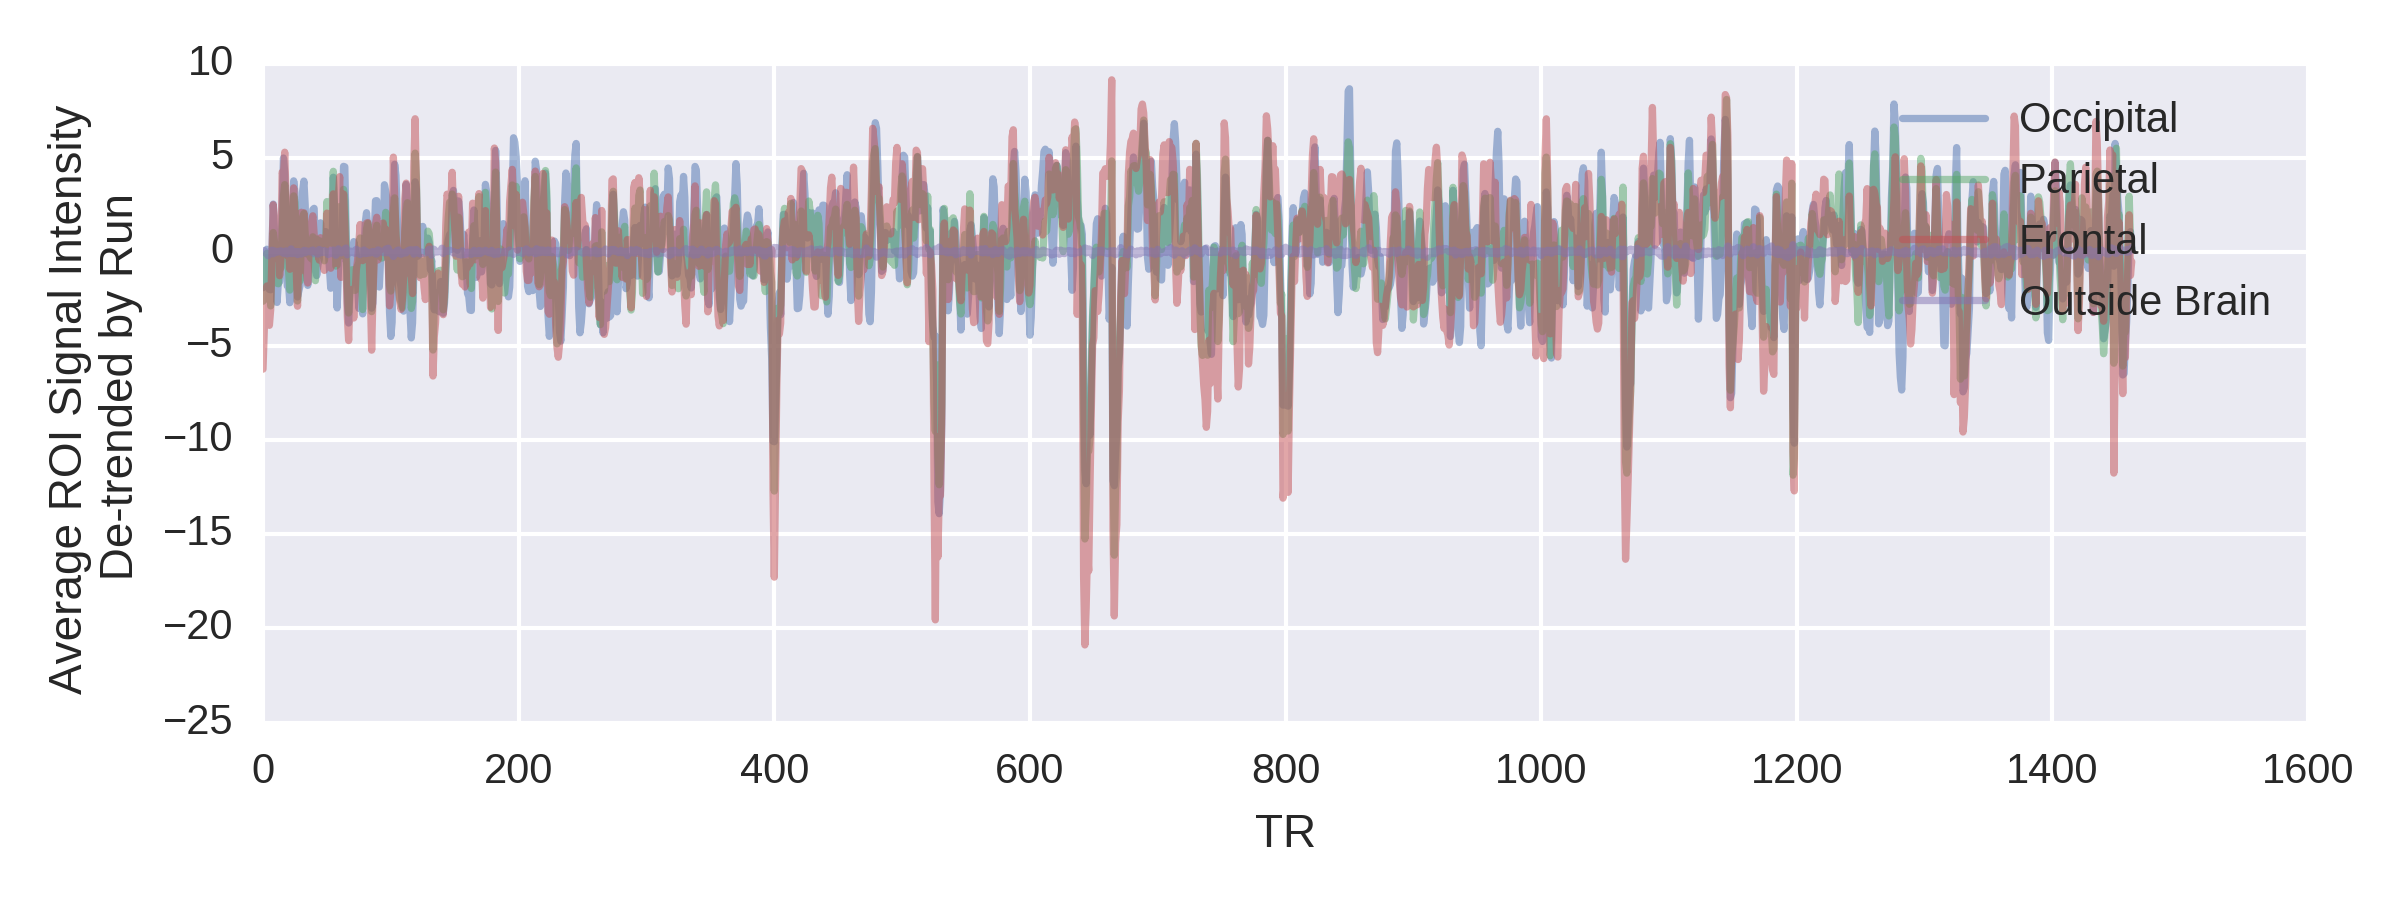 Average ROI Signal Intensity
De-trended by Run
10
5
0
−5
−10
−15
−20
−25
0 200 400 600 800 1000 1200 1400 1600
TR
Occipital
Parietal
Frontal
Outside Brain